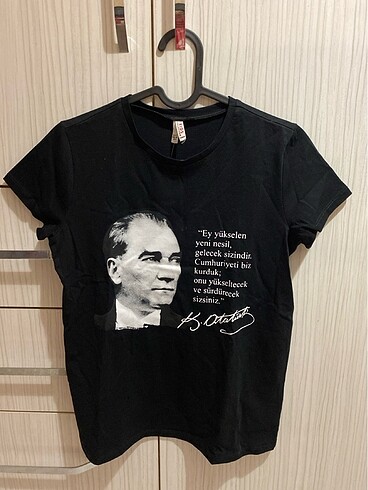 “Ey yükselen
yeni nesil,
gelecek sizindir.
Cumhuriyeti biz
kurduk;
onu yükseltecek
ve sürdürecek
sizsiniz.”
K. Atatürk